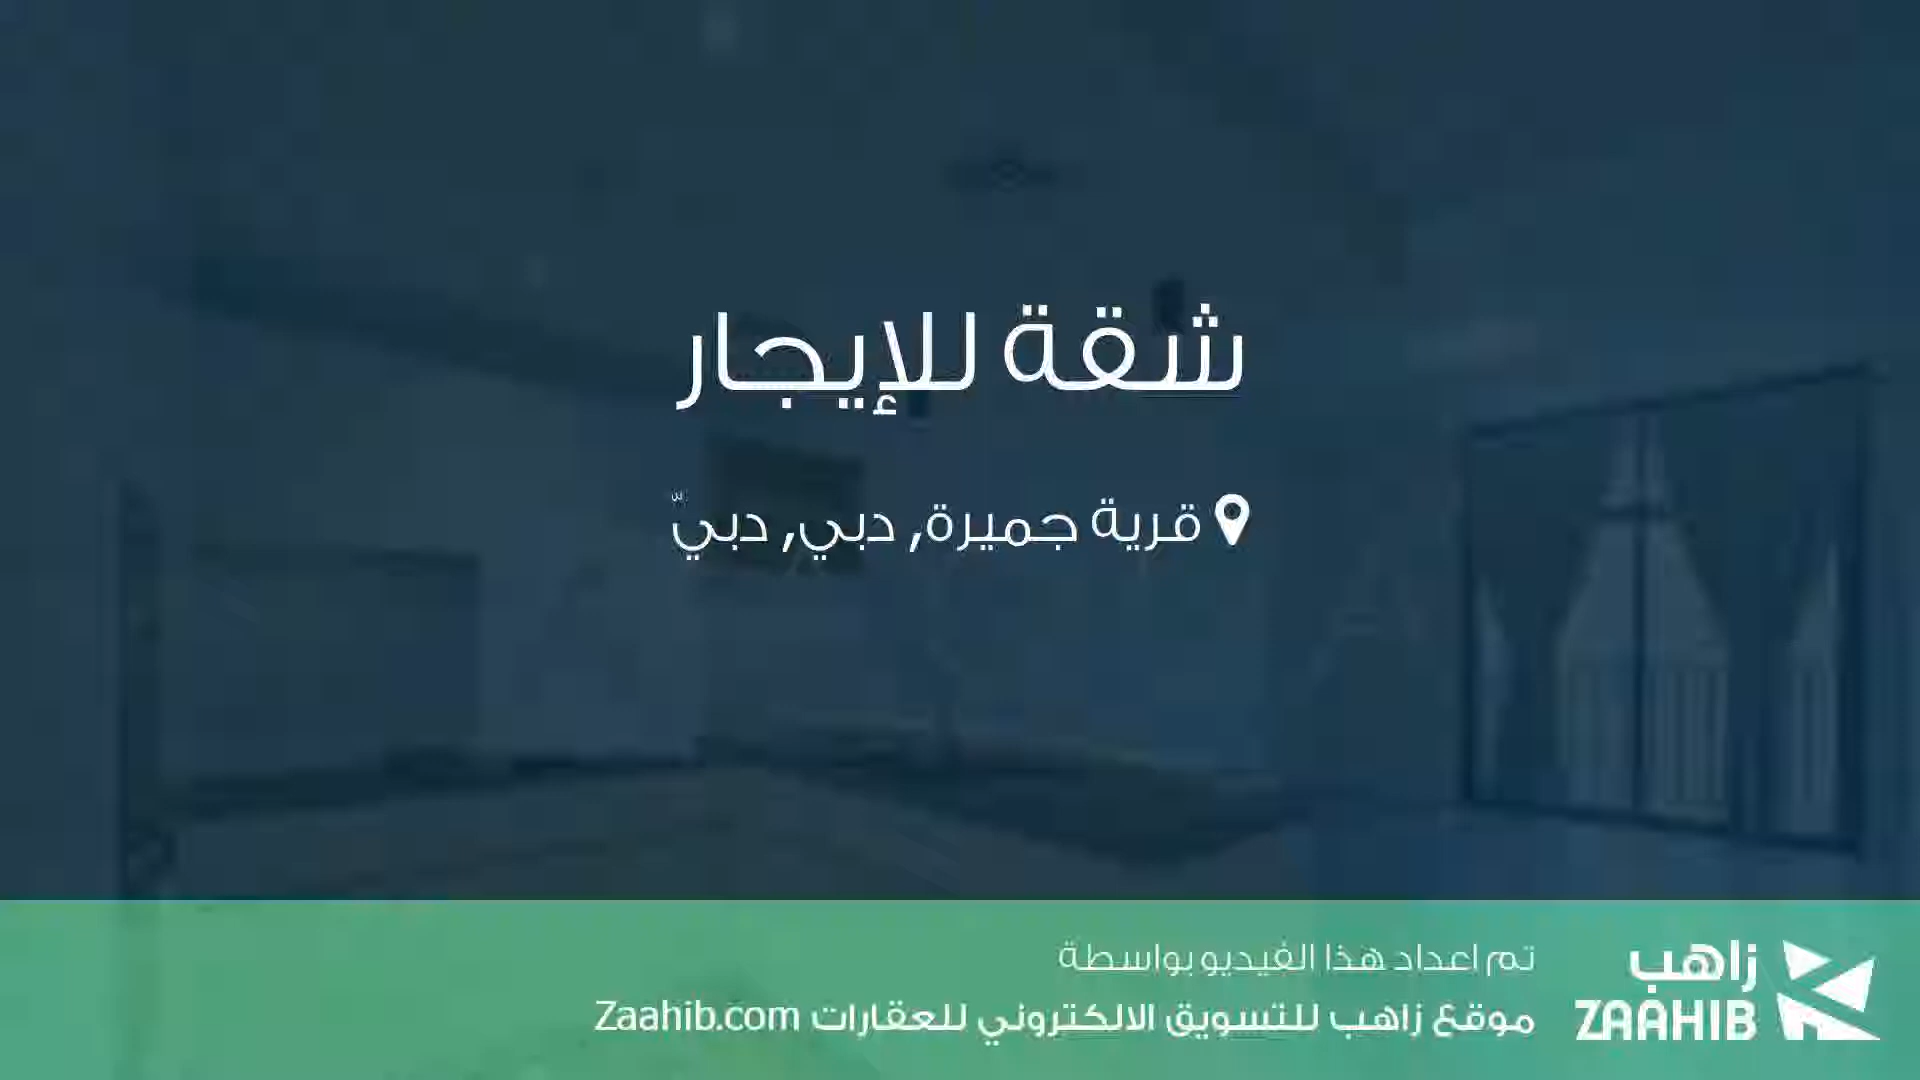 شقة للإيجار
قرية جميرة, دبي, دبيّ
تم اعداد هذا الفيديو بواسطة
موقع زاهب للتسويق الالكتروني للعقارات Zaahib.com
زاهب
ZAAHIB